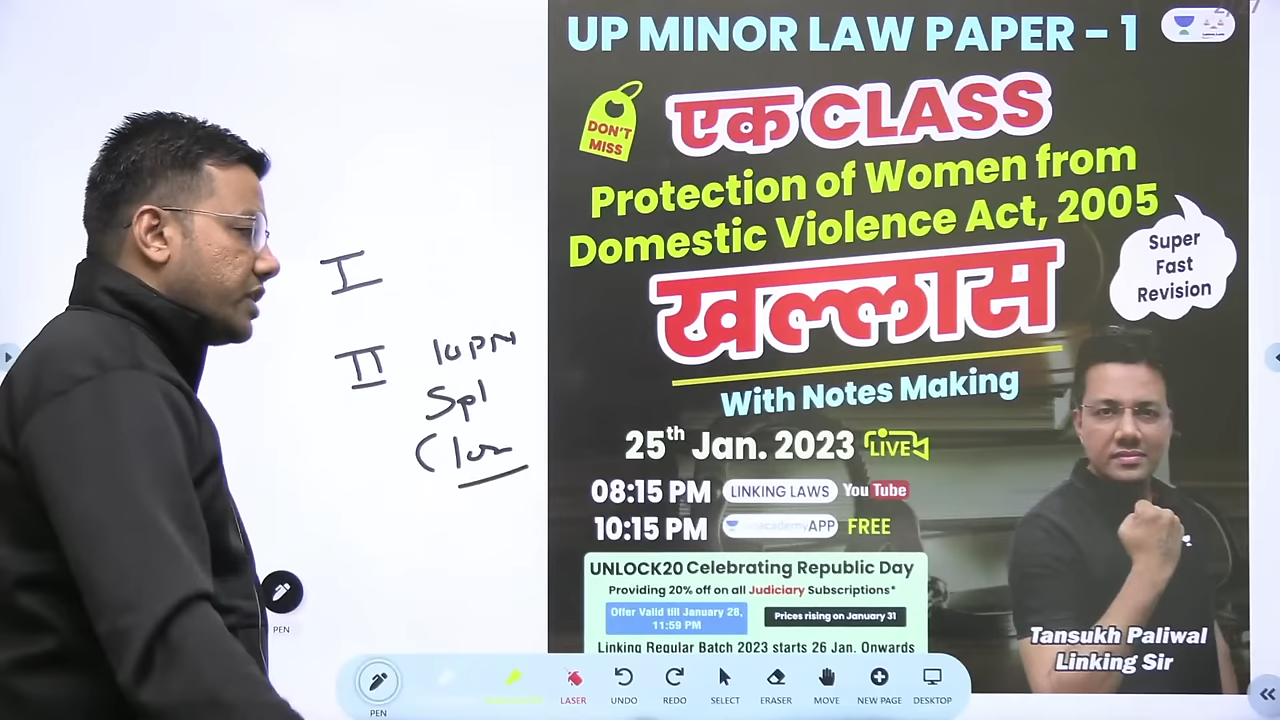 UP MINOR LAW PAPER - 1
DON'T
MISS
एक CLASS
Protection of Women from
Domestic Violence Act, 2005
खल्लास
Super
Fast
Revision
With Notes Making
25th Jan. 2023 LIVE
08:15 PM LINKING LAWS YouTube
10:15 PM unacademy APP FREE
UNLOCK20 Celebrating Republic Day
Providing 20% off on all Judiciary Subscriptions*
Offer Valid till January 28,
11:59 PM
Prices rising on January 31
Linking Regular Batch 2023 starts 26 Jan. Onwards
Tansukh Paliwal
Linking Sir
I
II 10PM
Spl
PEN
PEN
LASER
UNDO
REDO
SELECT
ERASER
MOVE
NEW PAGE
DESKTOP